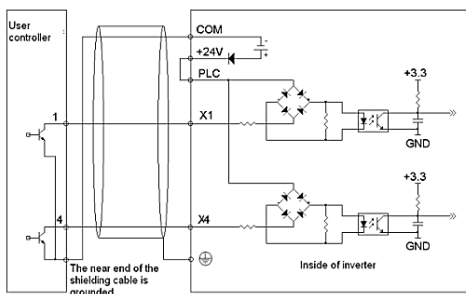 User
controller
COM
+24V
PLC
+3.3
1
X1
GND
+3.3
4
X4
GND
The near end of the
shielding cable is
grounded
Inside of inverter